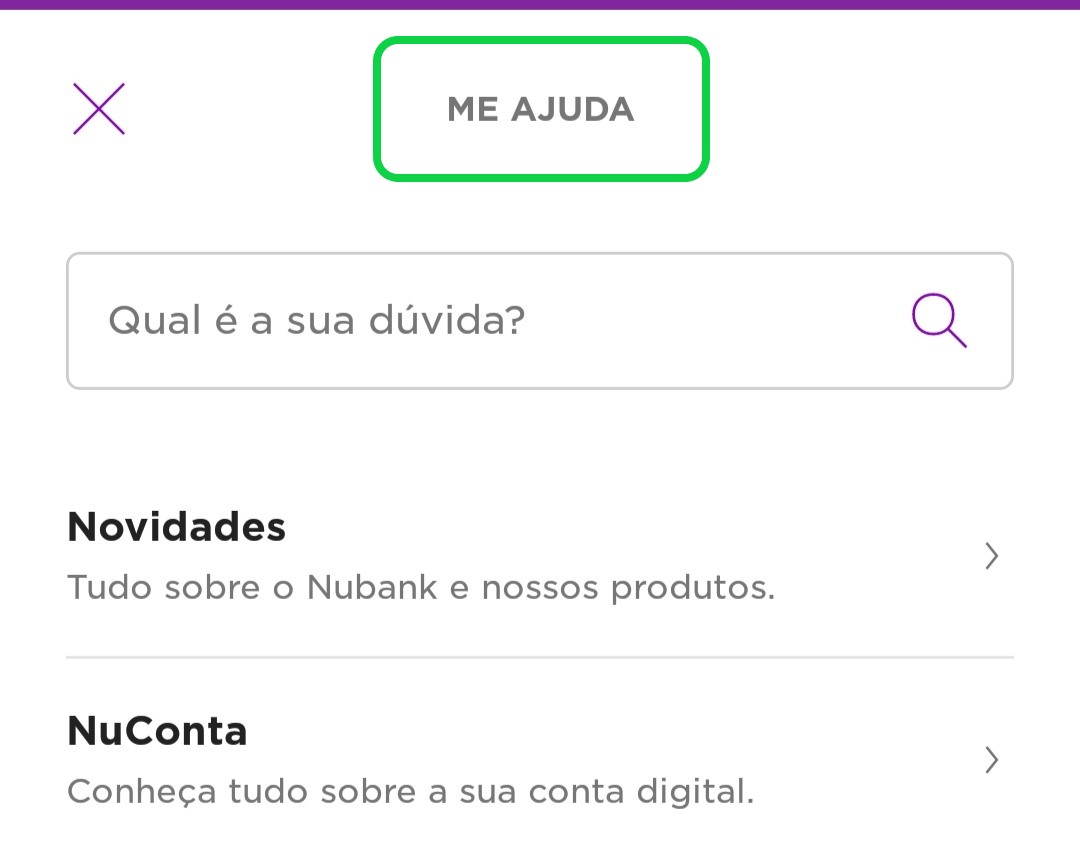 ME AJUDA
Qual é a sua dúvida?
Novidades
Tudo sobre o Nubank e nossos produtos.
NuConta
Conheça tudo sobre a sua conta digital.